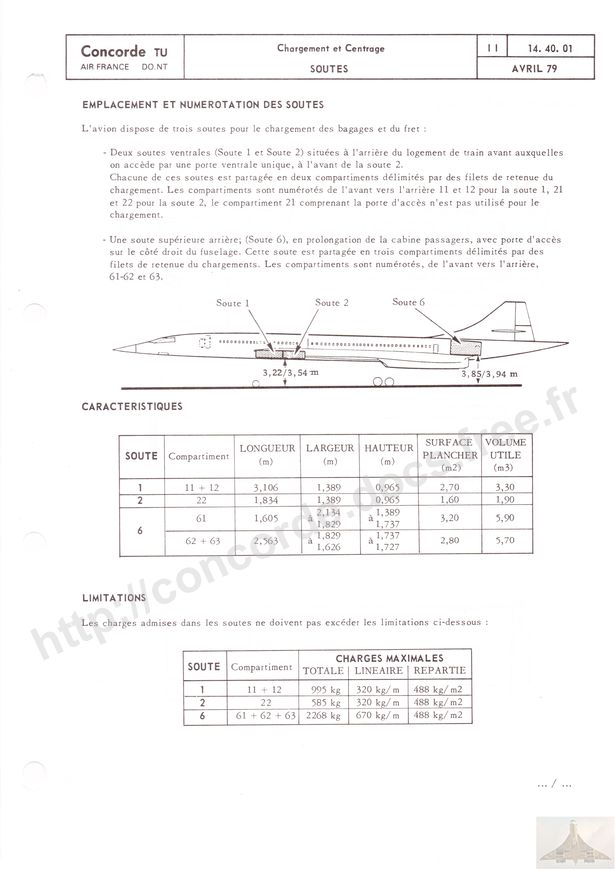 Concorde TU
AIR FRANCE DO.NT
Chargement et Centrage
SOUTES
11
14. 40. 01
AVRIL 79
EMPLACEMENT ET NUMEROTATION DES SOUTES
L'avion dispose de trois soutes pour le chargement des bagages et du fret :
- Deux soutes ventrales (Soute 1 et Soute 2) situées à l'arrière du logement de train avant auxquelles
on accède par une porte ventrale unique, à l'avant de la soute 2.
Chacune de ces soutes est partagée en deux compartiments délimités par des filets de retenue du
chargement. Les compartiments sont numérotés de l'avant vers l'arrière 11 et 12 pour la soute 1, 21
et 22 pour la soute 2, le compartiment 21 comprenant la porte d'accès n'est pas utilisé pour le
chargement.
- Une soute supérieure arrière; (Soute 6), en prolongation de la cabine passagers, avec porte d'accès
sur le côté droit du fuselage. Cette soute est partagée en trois compartiments délimités par des
filets de retenue du chargements. Les compartiments sont numérotés, de l'avant vers l'arrière,
61-62 et 63.
Soute 1 Soute 2 Soute 6
3,22/3,54 m 3,85/3,94 m
CARACTERISTIQUES
SOUTE Compartiment LONGUEUR (m) LARGEUR (m) HAUTEUR (m) SURFACE PLANCHER (m2) VOLUME UTILE (m3)
1 11 + 12 3,106 1,389 0,965 2,70 3,30
2 22 1,834 1,389 0,965 1,60 1,90
6 61 1,605 2,134 à 1,829 1,389 à 1,737 3,20 5,90
62 + 63 2,563 1,829 à 1,626 1,737 à 1,727 2,80 5,70
LIMITATIONS
Les charges admises dans les soutes ne doivent pas excéder les limitations ci-dessous :
SOUTE Compartiment CHARGES MAXIMALES
TOTALE LINEAIRE REPARTIE
1 11 + 12 995 kg 320 kg/m 488 kg/m2
2 22 585 kg 320 kg/m 488 kg/m2
6 61 + 62 + 63 2268 kg 670 kg/m 488 kg/m2
... / ...
http://concorde.docs.free.fr